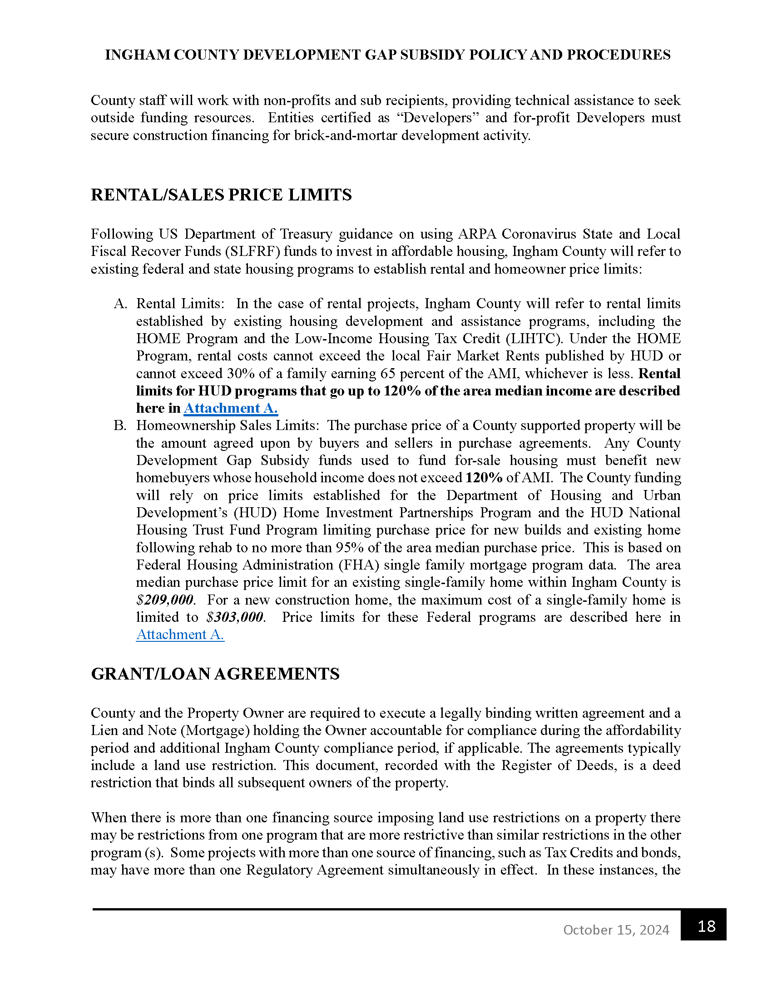 INGHAM COUNTY DEVELOPMENT GAP SUBSIDY POLICY AND PROCEDURES
County staff will work with non-profits and sub recipients, providing technical assistance to seek
outside funding resources.  Entities certified as “Developers” and for-profit Developers must
secure construction financing for brick-and-mortar development activity.
RENTAL/SALES PRICE LIMITS
Following US Department of Treasury guidance on using ARPA Coronavirus State and Local
Fiscal Recover Funds (SLFRF) funds to invest in affordable housing, Ingham County will refer to
existing federal and state housing programs to establish rental and homeowner price limits:
A. Rental Limits:  In the case of rental projects, Ingham County will refer to rental limits
established by existing housing development and assistance programs, including the
HOME Program and the Low-Income Housing Tax Credit (LIHTC). Under the HOME
Program, rental costs cannot exceed the local Fair Market Rents published by HUD or
cannot exceed 30% of a family earning 65 percent of the AMI, whichever is less. Rental
limits for HUD programs that go up to 120% of the area median income are described
here in Attachment A.
B. Homeownership Sales Limits:  The purchase price of a County supported property will be
the amount agreed upon by buyers and sellers in purchase agreements.  Any County
Development Gap Subsidy funds used to fund for-sale housing must benefit new
homebuyers whose household income does not exceed 120% of AMI.  The County funding
will rely on price limits established for the Department of Housing and Urban
Development’s (HUD) Home Investment Partnerships Program and the HUD National
Housing Trust Fund Program limiting purchase price for new builds and existing home
following rehab to no more than 95% of the area median purchase price.  This is based on
Federal Housing Administration (FHA) single family mortgage program data.  The area
median purchase price limit for an existing single-family home within Ingham County is
$209,000.  For a new construction home, the maximum cost of a single-family home is
limited to $303,000.  Price limits for these Federal programs are described here in
Attachment A.
GRANT/LOAN AGREEMENTS
County and the Property Owner are required to execute a legally binding written agreement and a
Lien and Note (Mortgage) holding the Owner accountable for compliance during the affordability
period and additional Ingham County compliance period, if applicable. The agreements typically
include a land use restriction. This document, recorded with the Register of Deeds, is a deed
restriction that binds all subsequent owners of the property.
When there is more than one financing source imposing land use restrictions on a property there
may be restrictions from one program that are more restrictive than similar restrictions in the other
program (s).  Some projects with more than one source of financing, such as Tax Credits and bonds,
may have more than one Regulatory Agreement simultaneously in effect.  In these instances, the
October 15, 2024
18